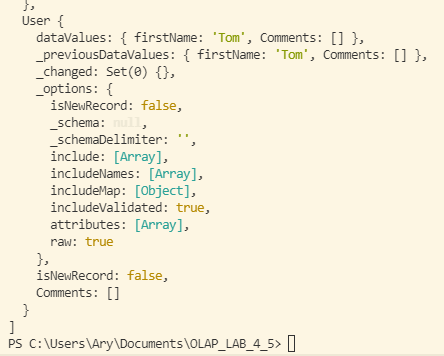 },
User {
dataValues: { firstName: 'Tom', Comments: [] },
_previousDataValues: { firstName: 'Tom', Comments: [] },
_changed: Set(0) {},
_options: {
isNewRecord: false,
_schema: null,
_schemaDelimiter: '',
include: [Array],
includeNames: [Array],
includeMap: [Object],
includeValidated: true,
attributes: [Array],
raw: true
},
isNewRecord: false,
Comments: []
}
]
PS C:\Users\Ary\Documents\OLAP_LAB_4_5>